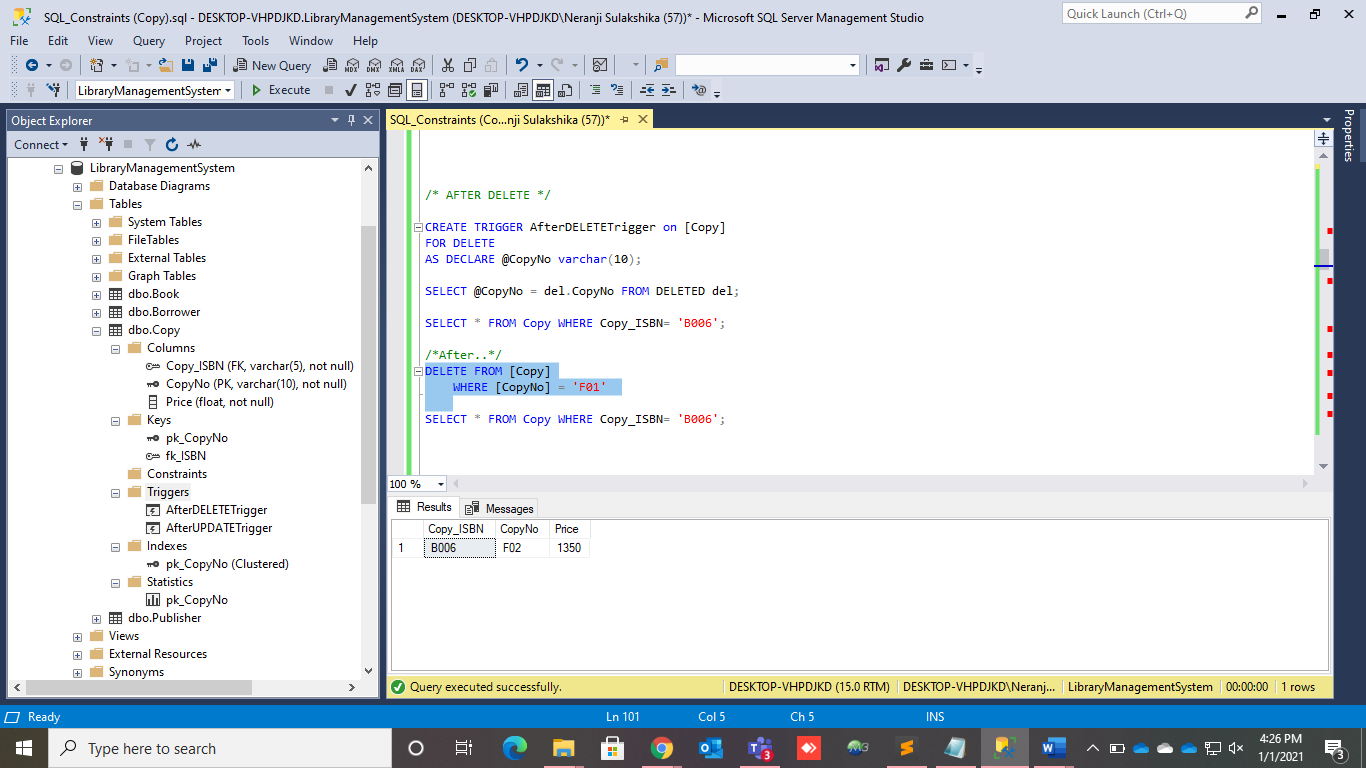 SQL_Constraints (Copy).sql - DESKTOP-VHPDJKD.LibraryManagementSystem (DESKTOP-VHPDJKD\Neranji Sulakshika (57))* - Microsoft SQL Server Management Studio
Quick Launch (Ctrl+Q)
File Edit View Query Project Tools Window Help
New Query MDX DMX XMLA DAX
LibraryManagementSystem Execute
Object Explorer
SQL_Constraints (Co...nji Sulakshika (57))*
Properties
Connect
LibraryManagementSystem
Database Diagrams
Tables
System Tables
FileTables
External Tables
Graph Tables
dbo.Book
dbo.Borrower
dbo.Copy
Columns
Copy_ISBN (FK, varchar(5), not null)
CopyNo (PK, varchar(10), not null)
Price (float, not null)
Keys
pk_CopyNo
fk_ISBN
Constraints
Triggers
AfterDELETETrigger
AfterUPDATETrigger
Indexes
pk_CopyNo (Clustered)
Statistics
pk_CopyNo
dbo.Publisher
Views
External Resources
Synonyms
/* AFTER DELETE */
CREATE TRIGGER AfterDELETETrigger on [Copy]
FOR DELETE
AS DECLARE @CopyNo varchar(10);
SELECT @CopyNo = del.CopyNo FROM DELETED del;
SELECT * FROM Copy WHERE Copy_ISBN= 'B006';
/*After..*/
DELETE FROM [Copy]
WHERE [CopyNo] = 'F01'
SELECT * FROM Copy WHERE Copy_ISBN= 'B006';
100 %
Results Messages
Copy_ISBN CopyNo Price
1 B006 F02 1350
Query executed successfully. DESKTOP-VHPDJKD (15.0 RTM) DESKTOP-VHPDJKD\Neranj... LibraryManagementSystem 00:00:00 1 rows
Ready Ln 101 Col 5 Ch 5 INS
Type here to search
4:26 PM
1/1/2021
3
3